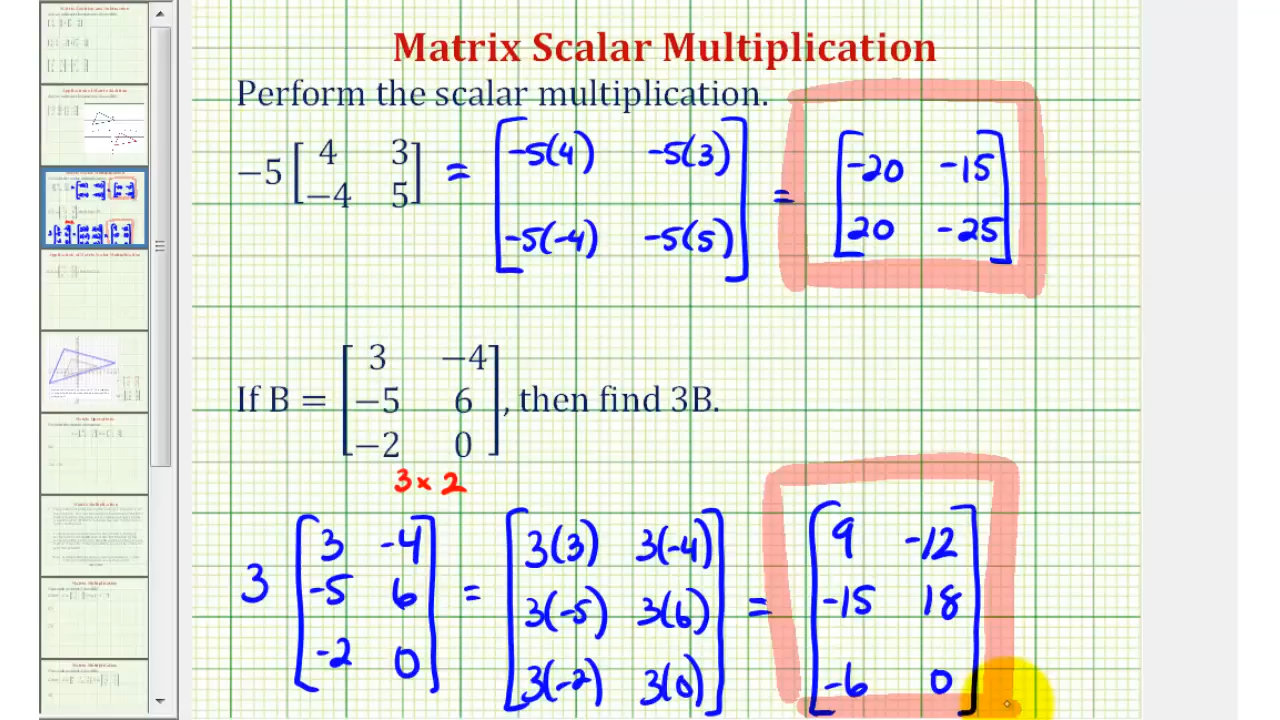 Matrix Scalar Multiplication
Perform the scalar multiplication.
−5 [4 3; −4 5] = [-5(4) -5(3); -5(-4) -5(5)] = [-20 -15; 20 -25]
If B = [3 −4; −5 6; −2 0], then find 3B.
3 × 2
3 [3 -4; -5 6; -2 0] = [3(3) 3(-4); 3(-5) 3(6); 3(-2) 3(0)] = [9 -12; -15 18; -6 0]